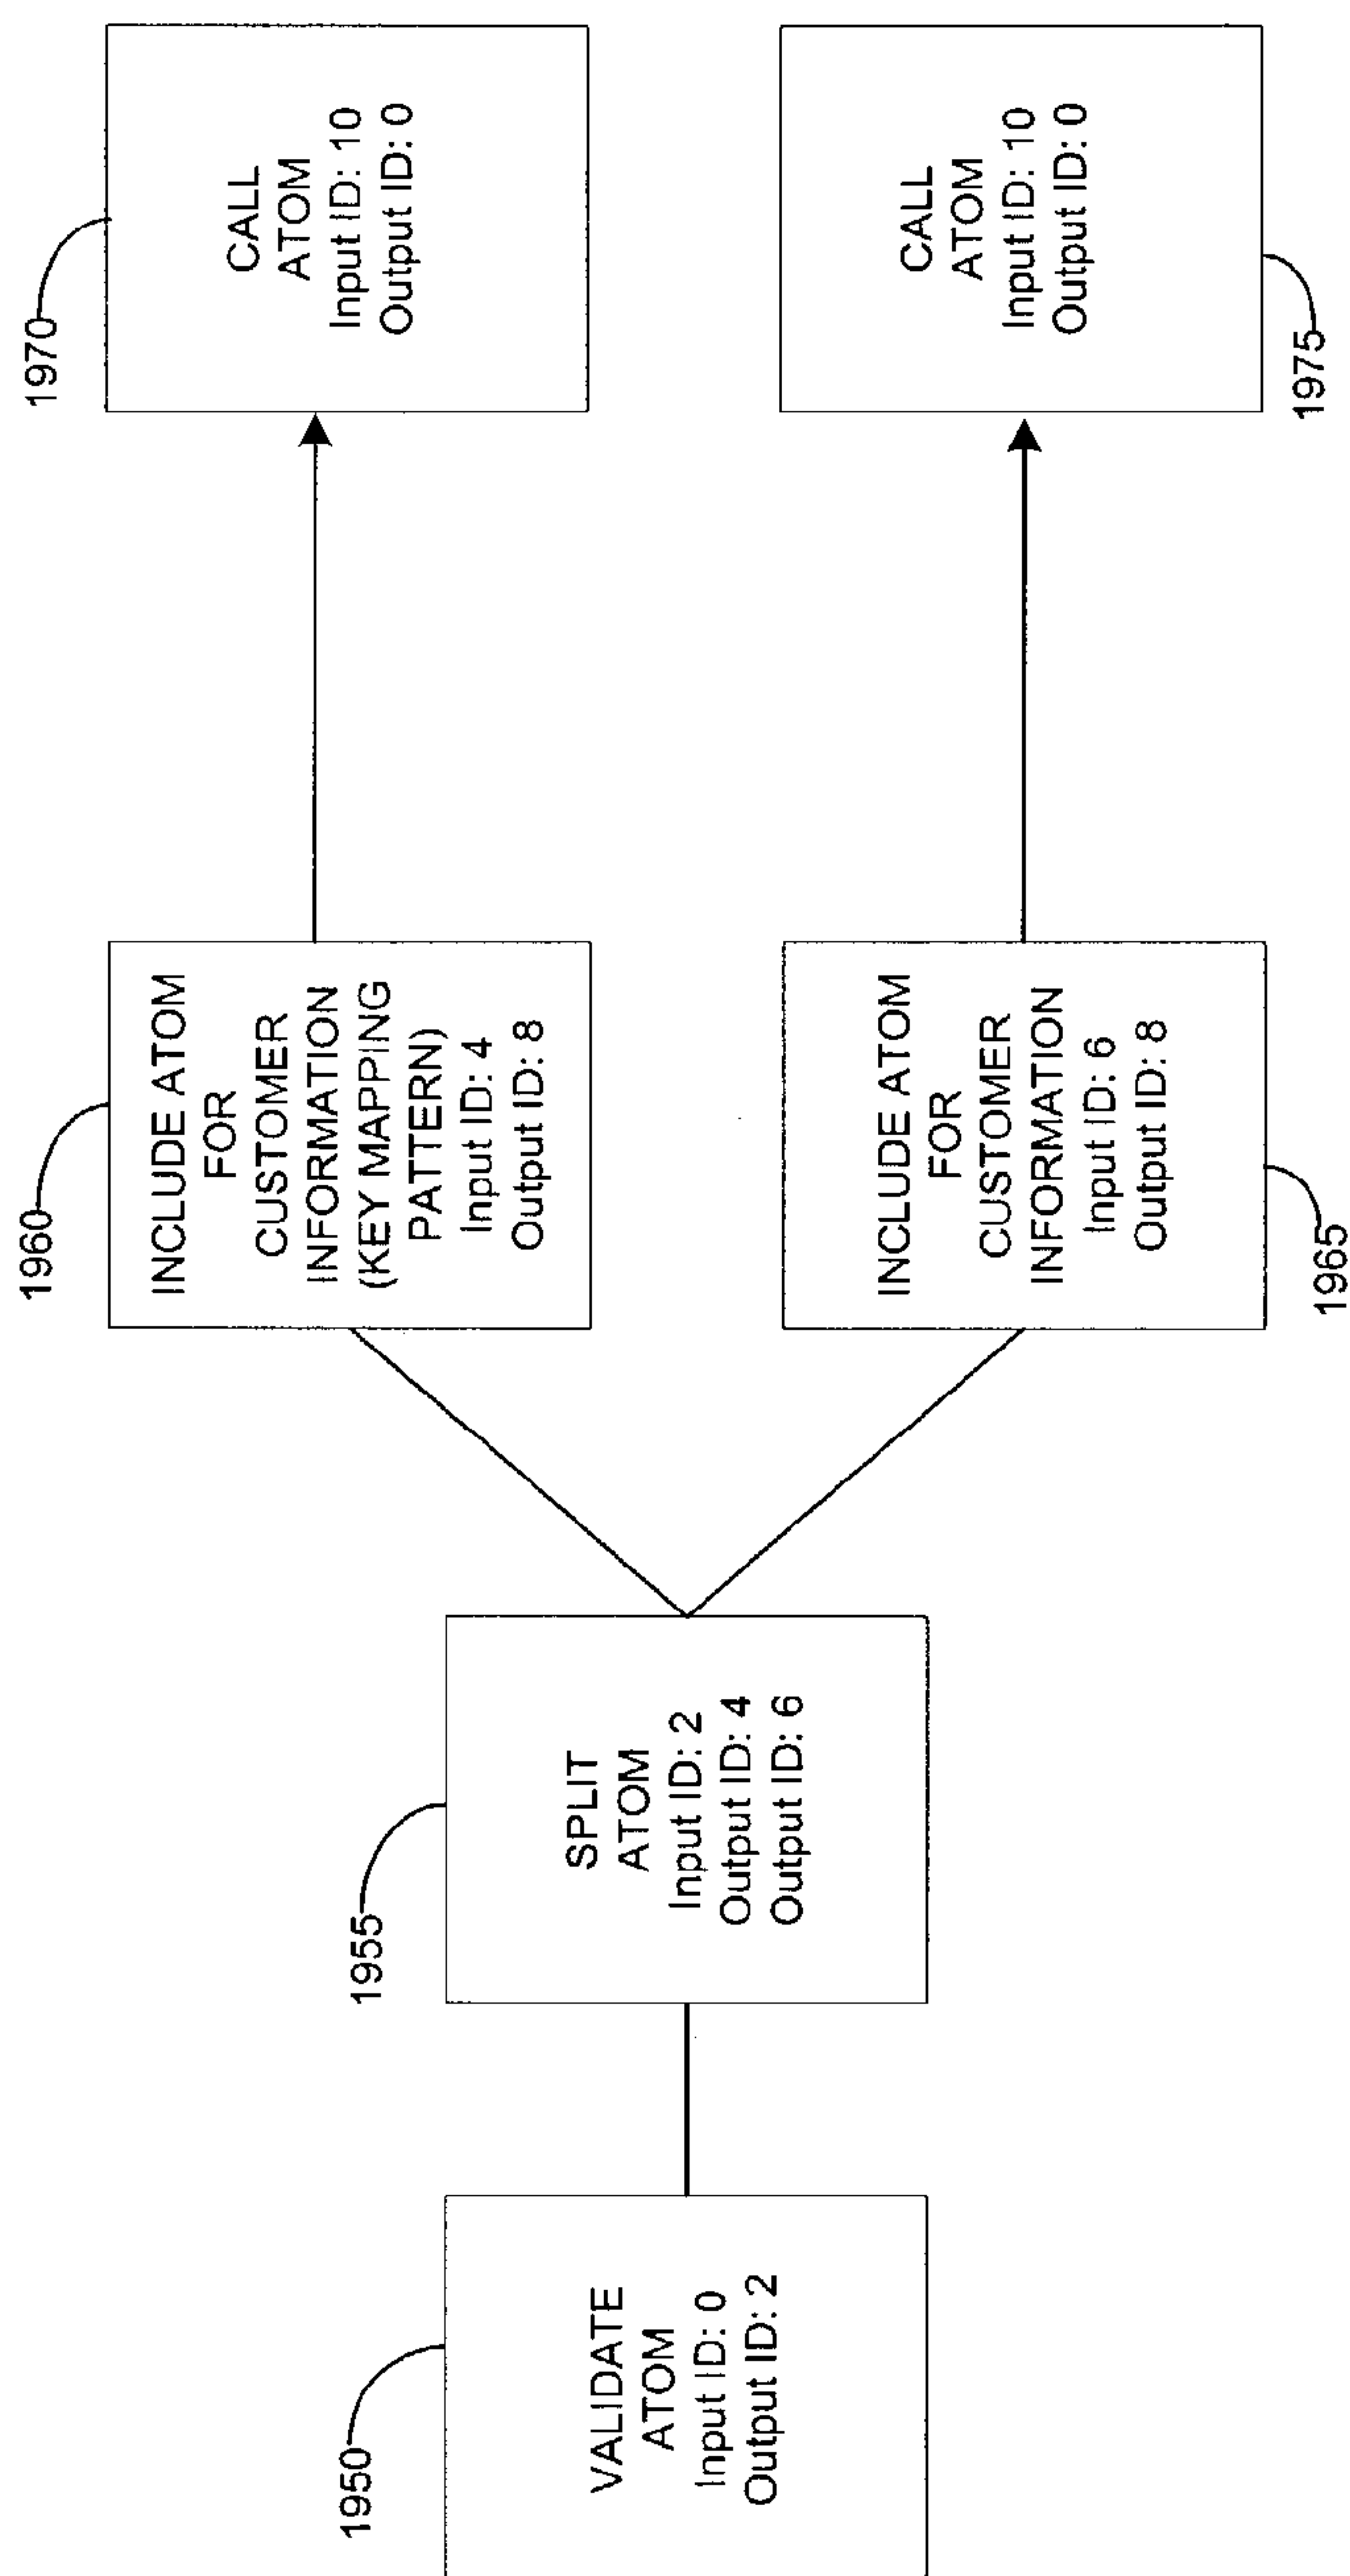 1950
VALIDATE
ATOM
Input ID: 0
Output ID: 2
1955
SPLIT
ATOM
Input ID: 2
Output ID: 4
Output ID: 6
1960
INCLUDE ATOM
FOR
CUSTOMER
INFORMATION
(KEY MAPPING
PATTERN)
Input ID: 4
Output ID: 8
INCLUDE ATOM
FOR
CUSTOMER
INFORMATION
Input ID: 6
Output ID: 8
1965
1970
CALL
ATOM
Input ID: 10
Output ID: 0
CALL
ATOM
Input ID: 10
Output ID: 0
1975